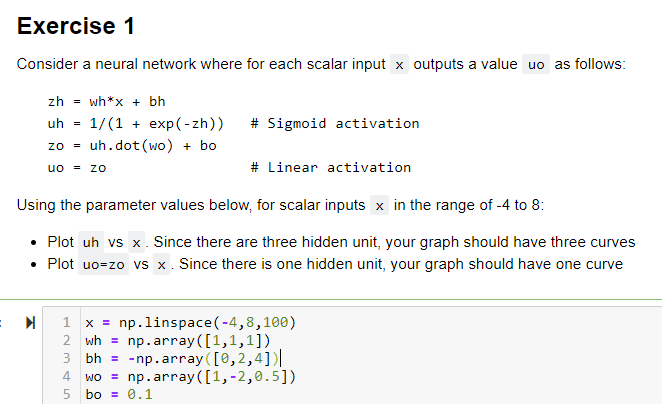 Exercise 1
Consider a neural network where for each scalar input x outputs a value uo as follows:
zh = wh*x + bh
uh = 1/(1 + exp(-zh)) # Sigmoid activation
zo = uh.dot(wo) + bo
uo = zo # Linear activation
Using the parameter values below, for scalar inputs x in the range of -4 to 8:
• Plot uh vs x. Since there are three hidden unit, your graph should have three curves
• Plot uo=zo vs x. Since there is one hidden unit, your graph should have one curve
1 x = np.linspace(-4,8,100)
2 wh = np.array([1,1,1])
3 bh = -np.array([0,2,4])
4 wo = np.array([1,-2,0.5])
5 bo = 0.1